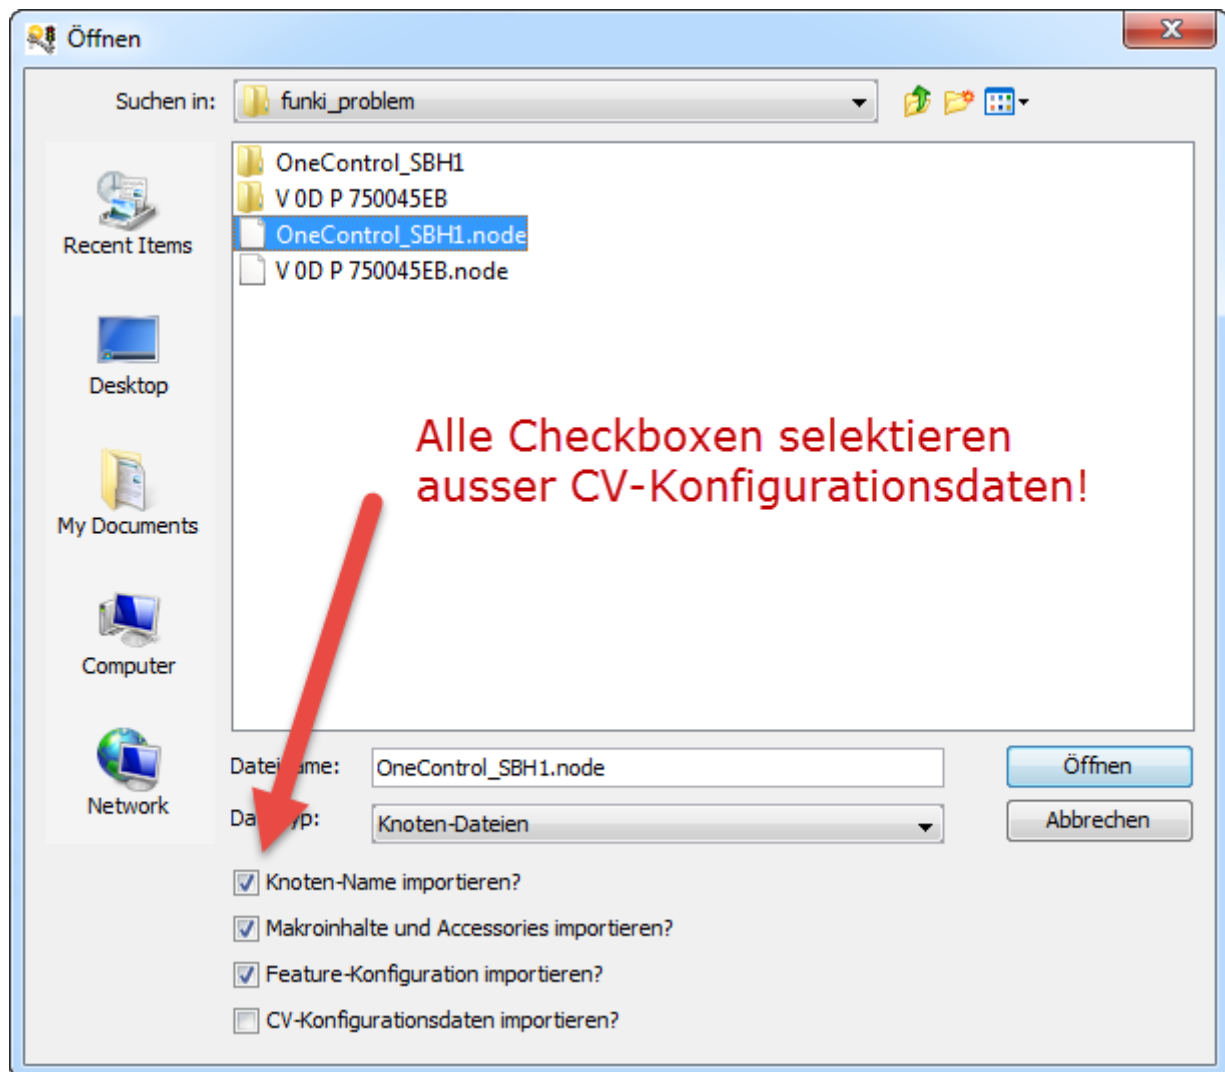 Öffnen
Suchen in:
funki_problem
OneControl_SBH1
V 0D P 750045EB
OneControl_SBH1.node
V 0D P 750045EB.node
Recent Items
Desktop
My Documents
Computer
Network
Alle Checkboxen selektieren
ausser CV-Konfigurationsdaten!
OneControl_SBH1.node
Öffnen
Knoten-Dateien
Abbrechen
Knoten-Name importieren?
Makroinhalte und Accessories importieren?
Feature-Konfiguration importieren?
CV-Konfigurationsdaten importieren?